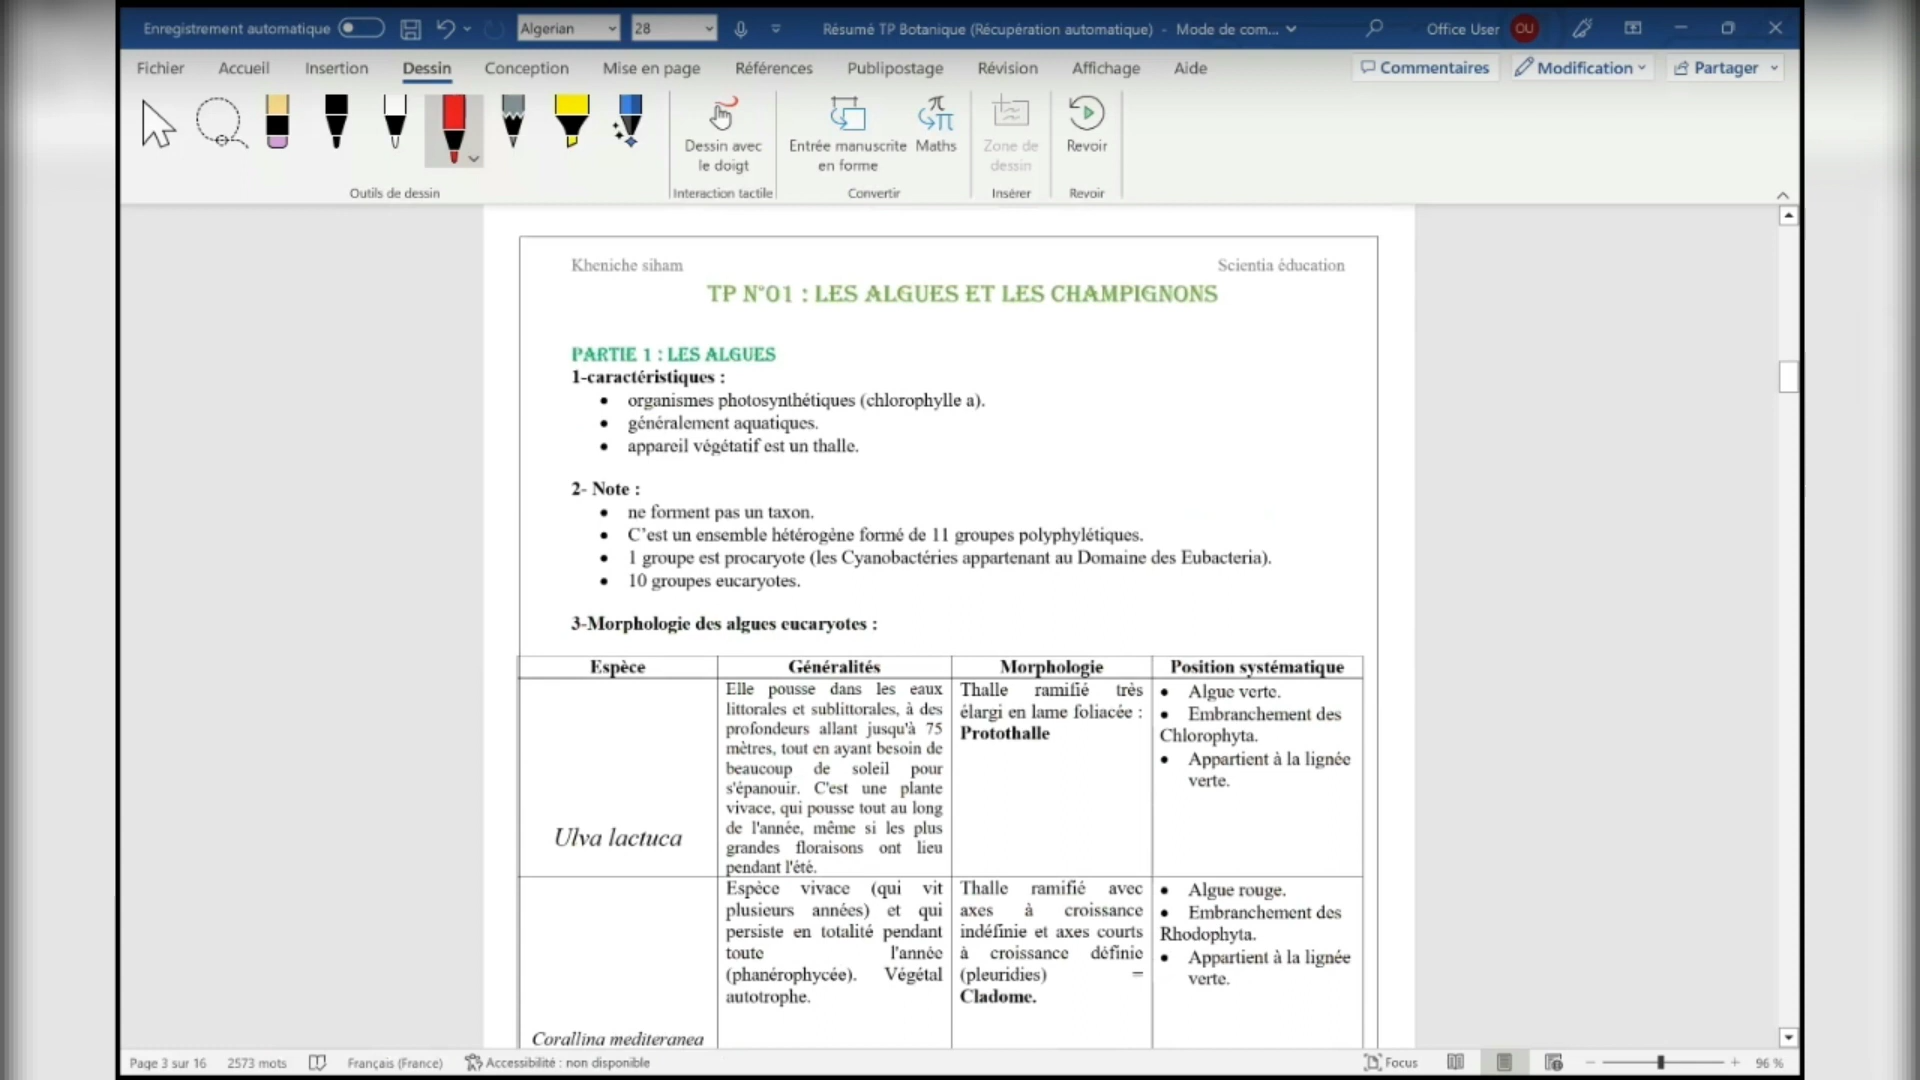 Enregistrement automatique
Algerian
28
Résumé TP Botanique (Récupération automatique) - Mode de com...
Office User
OU
Fichier Accueil Insertion Dessin Conception Mise en page Références Publipostage Révision Affichage Aide
Commentaires Modification Partager
Dessin avec le doigt
Entrée manuscrite en forme
Maths
Zone de dessin
Revoir
Outils de dessin Interaction tactile Convertir Insérer Revoir
Kheniche siham Scientia éducation
TP N°01 : LES ALGUES ET LES CHAMPIGNONS
PARTIE 1 : LES ALGUES
1-caractéristiques :
• organismes photosynthétiques (chlorophylle a).
• généralement aquatiques.
• appareil végétatif est un thalle.
2- Note :
• ne forment pas un taxon.
• C'est un ensemble hétérogène formé de 11 groupes polyphylétiques.
• 1 groupe est procaryote (les Cyanobactéries appartenant au Domaine des Eubacteria).
• 10 groupes eucaryotes.
3-Morphologie des algues eucaryotes :
Espèce Généralités Morphologie Position systématique
Ulva lactuca
Elle pousse dans les eaux
littorales et sublittorales, à des
profondeurs allant jusqu'à 75
mètres, tout en ayant besoin de
beaucoup de soleil pour
s'épanouir. C'est une plante
vivace, qui pousse tout au long
de l'année, même si les plus
grandes floraisons ont lieu
pendant l'été.
Thalle ramifié très
élargi en lame foliacée :
Protothalle
• Algue verte.
• Embranchement des
Chlorophyta.
• Appartient à la lignée
verte.
Corallina mediteranea
Espèce vivace (qui vit
plusieurs années) et qui
persiste en totalité pendant
toute l'année
(phanérophycée). Végétal
autotrophe.
Thalle ramifié avec
axes à croissance
indéfinie et axes courts
à croissance définie
(pleuridies) =
Cladome.
• Algue rouge.
• Embranchement des
Rhodophyta.
• Appartient à la lignée
verte.
Page 3 sur 16 2573 mots Français (France) Accessibilité : non disponible Focus 96 %